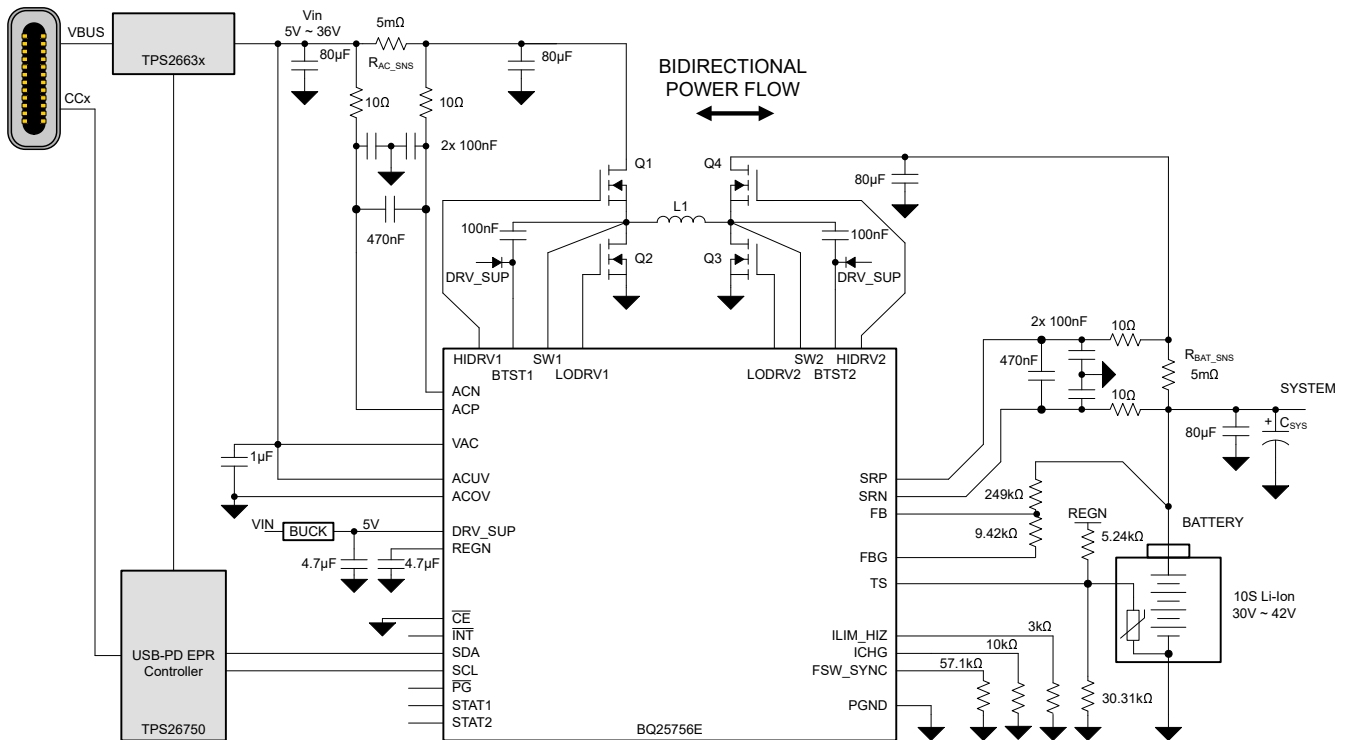 VBUS
TPS2663x
CCx
Vin
5V ~ 36V
5mΩ
R_AC_SNS
80µF
80µF
10Ω
10Ω
2x 100nF
470nF
BIDIRECTIONAL
POWER FLOW
Q1
Q4
80µF
L1
100nF
100nF
Q2
Q3
DRV_SUP
DRV_SUP
HIDRV1
BTST1
SW1
LODRV1
LODRV2
SW2
BTST2
HIDRV2
2x 100nF
10Ω
470nF
R_BAT_SNS
5mΩ
10Ω
SYSTEM
80µF
+
C_SYS
ACN
ACP
VAC
1µF
ACUV
ACOV
VIN
BUCK
5V
DRV_SUP
REGN
4.7µF
4.7µF
CE
INT
SDA
SCL
PG
STAT1
STAT2
SRP
SRN
FB
FBG
TS
ILIM_HIZ
ICHG
FSW_SYNC
PGND
249kΩ
9.42kΩ
REGN
5.24kΩ
BATTERY
10S Li-Ion
30V ~ 42V
3kΩ
10kΩ
57.1kΩ
30.31kΩ
USB-PD EPR
Controller
TPS26750
BQ25756E